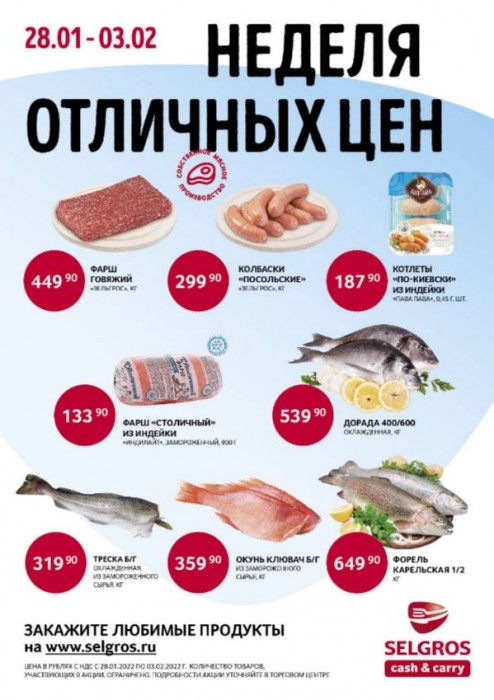 28.01 - 03.02
НЕДЕЛЯ
ОТЛИЧНЫХ ЦЕН
СОБСТВЕННОЕ МЯСНОЕ
ПРОИЗВОДСТВО
449 90
ФАРШ
ГОВЯЖИЙ
«ЗЕЛЬГРОС», КГ
299 90
КОЛБАСКИ
«ПОСОЛЬСКИЕ»
«ЗЕЛЬГРОС», КГ
187 90
КОТЛЕТЫ
«ПО-КИЕВСКИ»
ИЗ ИНДЕЙКИ
«ПАВА ПАВА», 0,45 Г, ШТ.
133 90
ФАРШ «СТОЛИЧНЫЙ»
ИЗ ИНДЕЙКИ
«ИНДИЛАЙТ», ЗАМОРОЖЕННЫЙ, 900 Г
539 90
ДОРАДА 400/600
ОХЛАЖДЕННАЯ, КГ
319 90
ТРЕСКА Б/Г
ОХЛАЖДЕННАЯ,
ИЗ ЗАМОРОЖЕННОГО
СЫРЬЯ, КГ
359 90
ОКУНЬ КЛЮВАЧ Б/Г
ИЗ ЗАМОРОЖЕННОГО
СЫРЬЯ, КГ
649 90
ФОРЕЛЬ
КАРЕЛЬСКАЯ 1/2
КГ
ЗАКАЖИТЕ ЛЮБИМЫЕ ПРОДУКТЫ
на www.selgros.ru
ЦЕНА В РУБЛЯХ С НДС С 28.01.2022 ПО 03.02.2022 Г. КОЛИЧЕСТВО ТОВАРОВ,
УЧАСТВУЮЩИХ В АКЦИИ, ОГРАНИЧЕНО. ПОДРОБНОСТИ АКЦИИ УТОЧНЯЙТЕ В ТОРГОВОМ ЦЕНТРЕ
SELGROS
cash & carry